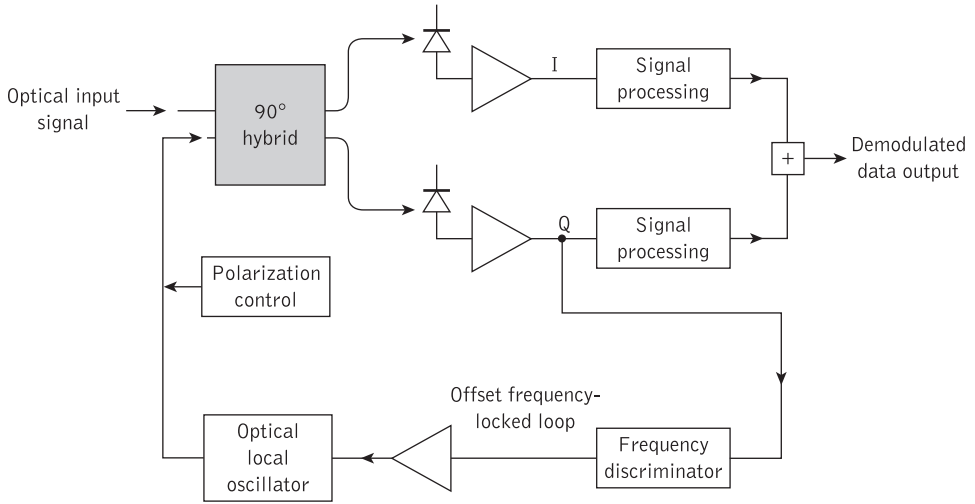 Optical input
signal
90°
hybrid
I
Signal
processing
+
Demodulated
data output
Q
Signal
processing
Polarization
control
Offset frequency-
locked loop
Optical
local
oscillator
Frequency
discriminator